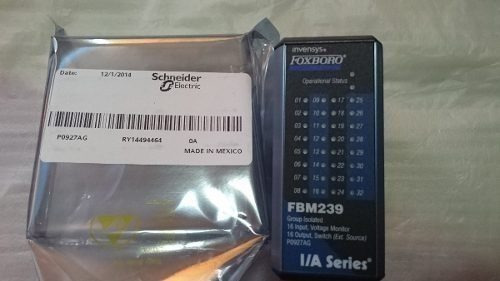 Date: 12/1/2014
Schneider
Electric
P0927AG RY14494464 0A
MADE IN MEXICO
invensys
FOXBORO
Operational Status
01 09 17 25
02 10 18 26
03 11 19 27
04 12 20 28
05 13 21 29
06 14 22 30
07 15 23 31
08 16 24 32
FBM239
Group Isolated
16 Input, Voltage Monitor
16 Output, Switch (Ext. Source)
P0927AG
I/A Series®